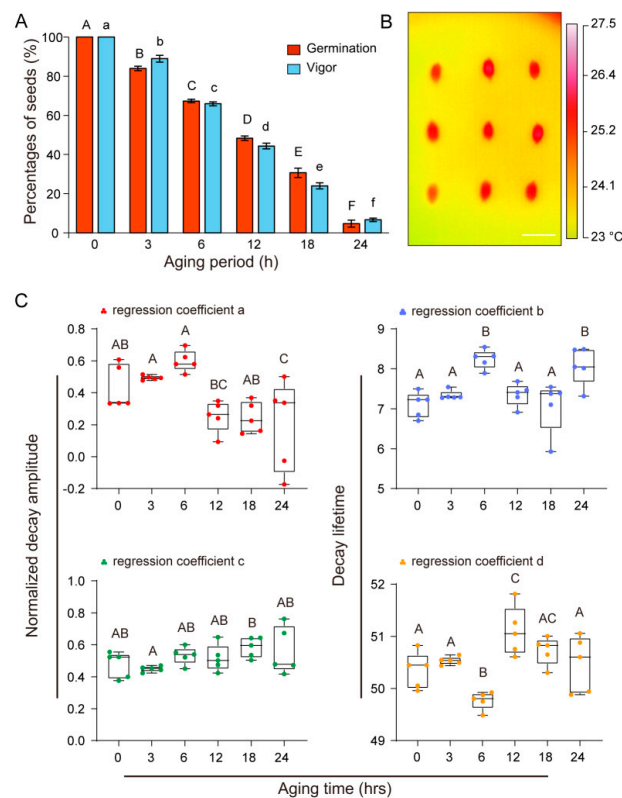 A
Percentages of seeds (%)
100
80
60
40
20
0
A a
B b
C c
D d
E e
F f
Germination
Vigor
0 3 6 12 18 24
Aging period (h)
B
27.5
26.4
25.2
24.1
23 °C
C
Normalized decay amplitude
regression coefficient a
0.8
0.6
0.4
0.2
0.0
-0.2
AB A A BC AB C
0 3 6 12 18 24
Decay lifetime
regression coefficient b
9
8
7
6
5
A A B A A B
0 3 6 12 18 24
regression coefficient c
1.0
0.8
0.6
0.4
0.2
0.0
AB A AB AB B AB
0 3 6 12 18 24
regression coefficient d
52
51
50
49
A A B C AC A
0 3 6 12 18 24
Aging time (hrs)